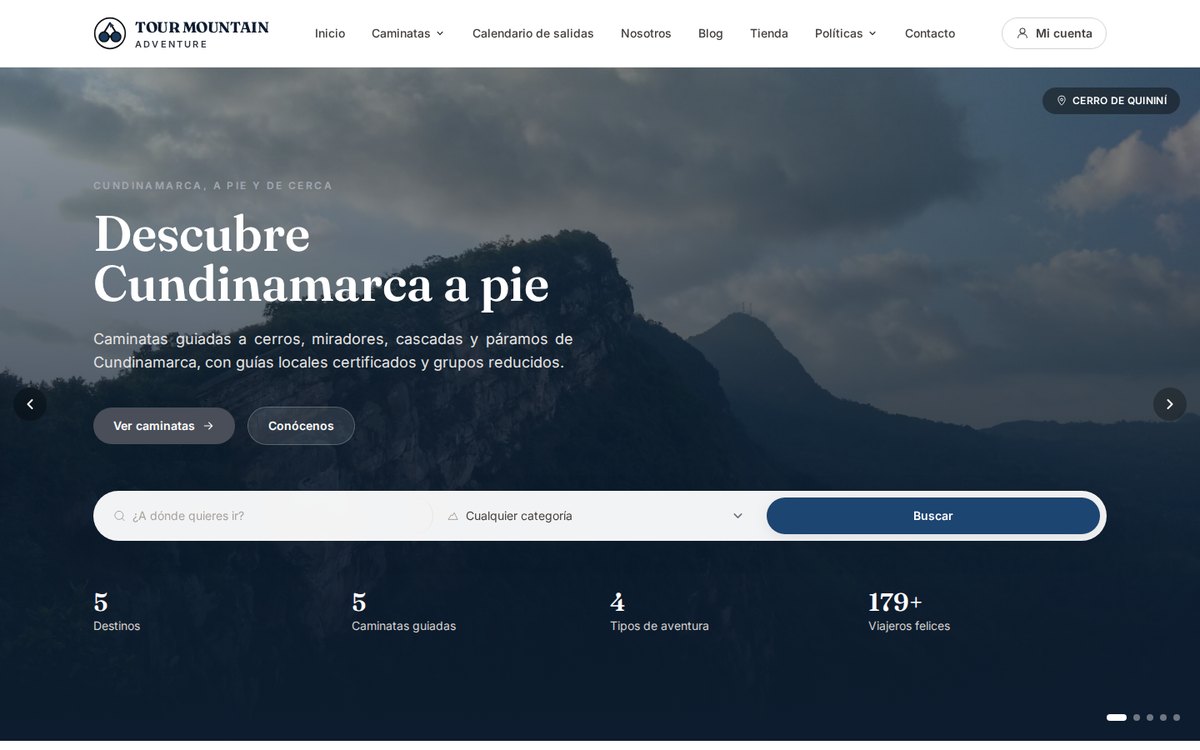 TOUR MOUNTAIN
ADVENTURE
Inicio
Caminatas
Calendario de salidas
Nosotros
Blog
Tienda
Políticas
Contacto
Mi cuenta
CERRO DE QUININÍ
CUNDINAMARCA, A PIE Y DE CERCA
Descubre
Cundinamarca a pie
Caminatas guiadas a cerros, miradores, cascadas y páramos de
Cundinamarca, con guías locales certificados y grupos reducidos.
Ver caminatas
Conócenos
¿A dónde quieres ir?
Cualquier categoría
Buscar
5
Destinos
5
Caminatas guiadas
4
Tipos de aventura
179+
Viajeros felices